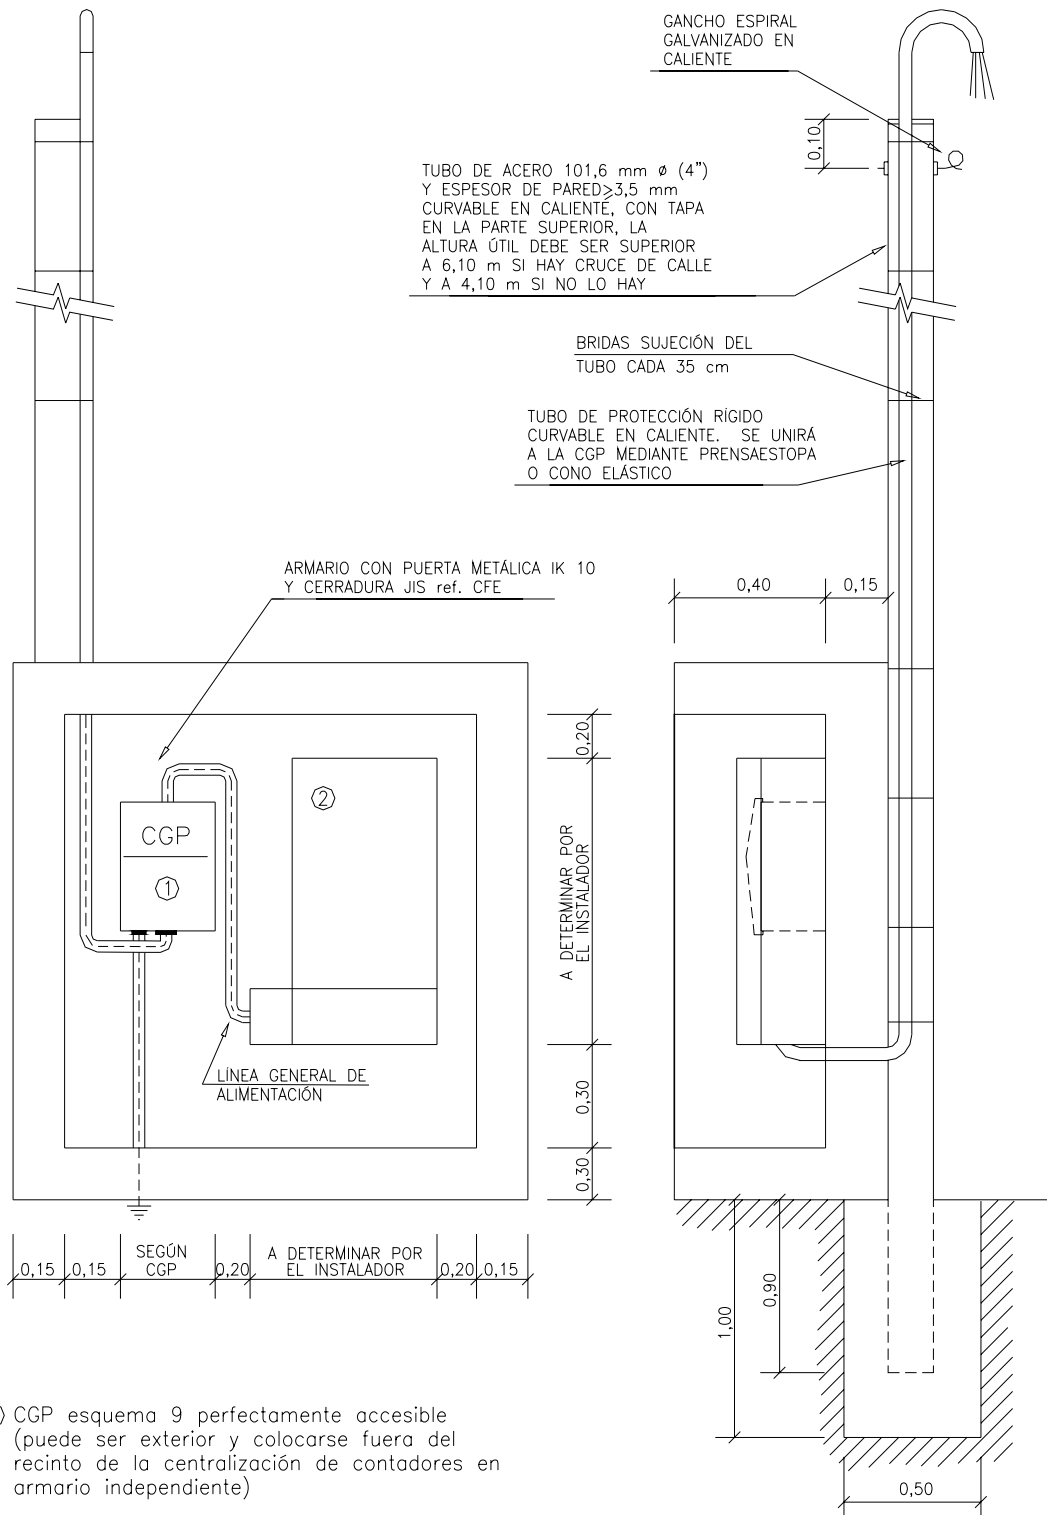 GANCHO ESPIRAL
GALVANIZADO EN
CALIENTE
0,10
TUBO DE ACERO 101,6 mm ø (4")
Y ESPESOR DE PARED≥3,5 mm
CURVABLE EN CALIENTE, CON TAPA
EN LA PARTE SUPERIOR, LA
ALTURA ÚTIL DEBE SER SUPERIOR
A 6,10 m SI HAY CRUCE DE CALLE
Y A 4,10 m SI NO LO HAY
BRIDAS SUJECIÓN DEL
TUBO CADA 35 cm
TUBO DE PROTECCIÓN RÍGIDO
CURVABLE EN CALIENTE. SE UNIRÁ
A LA CGP MEDIANTE PRENSAESTOPA
O CONO ELÁSTICO
ARMARIO CON PUERTA METÁLICA IK 10
Y CERRADURA JIS ref. CFE
0,40
0,15
0,20
2
CGP
1
A DETERMINAR POR
EL INSTALADOR
LÍNEA GENERAL DE
ALIMENTACIÓN
0,30
0,30
0,15
0,15
SEGÚN
CGP
0,20
A DETERMINAR POR
EL INSTALADOR
0,20
0,15
1,00
0,90
0,50
) CGP esquema 9 perfectamente accesible
(puede ser exterior y colocarse fuera del
recinto de la centralización de contadores en
armario independiente)